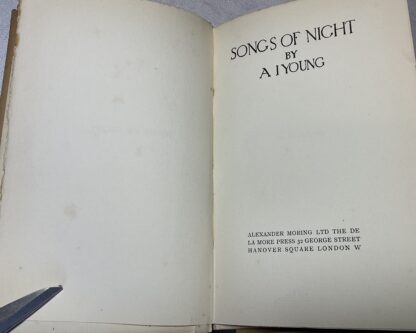 SONGS OF NIGHT
BY
A I YOUNG
ALEXANDER MORING LTD THE DE
LA MORE PRESS 32 GEORGE STREET
HANOVER SQUARE LONDON W